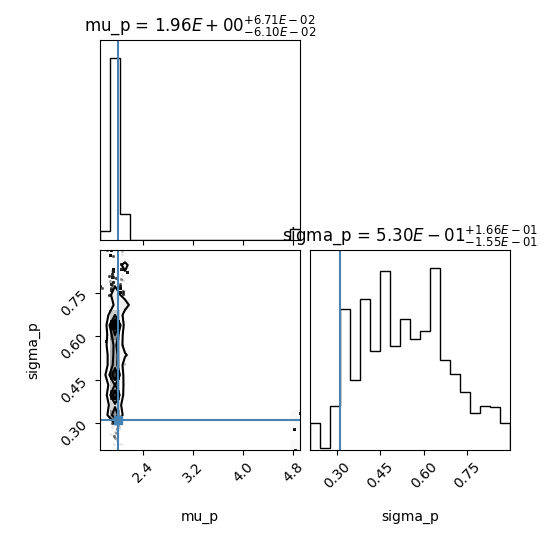 mu_p = 1.96E + 00+6.71E − 02 −6.10E − 02
sigma_p = 5.30E − 01+1.66E − 01 −1.55E − 01
sigma_p
0.75
0.60
0.45
0.30
2.4 3.2 4.0 4.8
0.30 0.45 0.60 0.75
mu_p
sigma_p